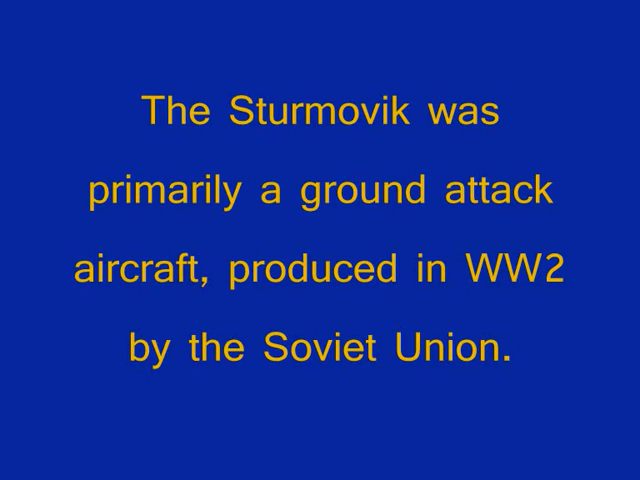 The Sturmovik was
primarily a ground attack
aircraft, produced in WW2
by the Soviet Union.